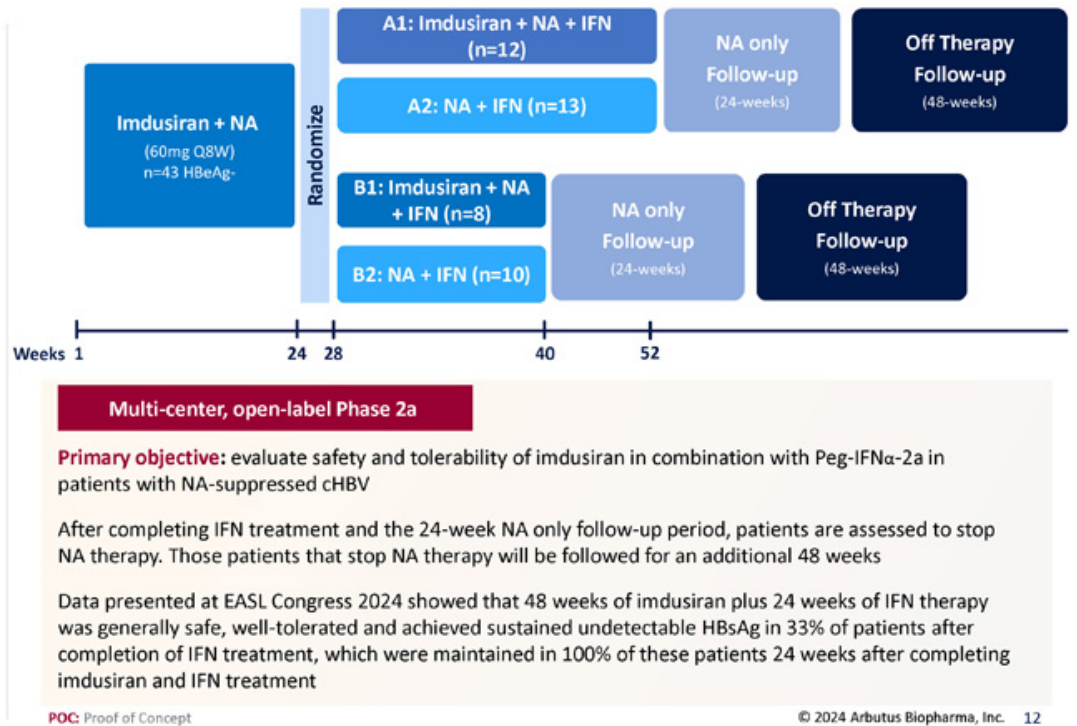 A1: Imdusiran + NA + IFN
(n=12)
A2: NA + IFN (n=13)
NA only
Follow-up
(24-weeks)
Off Therapy
Follow-up
(48-weeks)
Imdusiran + NA
(60mg Q8W)
n=43 HBeAg-
Randomize
B1: Imdusiran + NA
+ IFN (n=8)
B2: NA + IFN (n=10)
NA only
Follow-up
(24-weeks)
Off Therapy
Follow-up
(48-weeks)
Weeks 1 24 28 40 52
Multi-center, open-label Phase 2a
Primary objective: evaluate safety and tolerability of imdusiran in combination with Peg-IFNα-2a in
patients with NA-suppressed cHBV
After completing IFN treatment and the 24-week NA only follow-up period, patients are assessed to stop
NA therapy. Those patients that stop NA therapy will be followed for an additional 48 weeks
Data presented at EASL Congress 2024 showed that 48 weeks of imdusiran plus 24 weeks of IFN therapy
was generally safe, well-tolerated and achieved sustained undetectable HBsAg in 33% of patients after
completion of IFN treatment, which were maintained in 100% of these patients 24 weeks after completing
imdusiran and IFN treatment
POC: Proof of Concept
© 2024 Arbutus Biopharma, Inc. 12